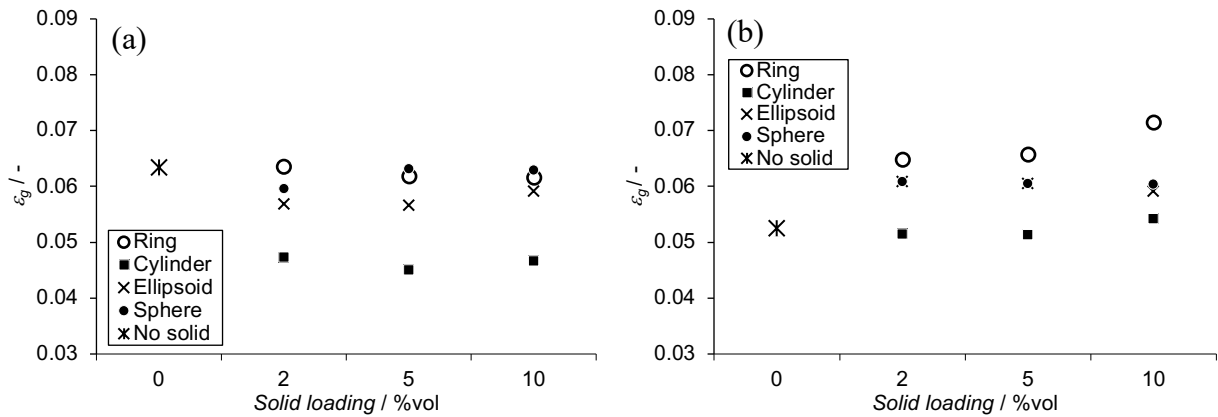 (a)
0.09
0.08
0.07
0.06
0.05
0.04
0.03
εg / -
Ring
Cylinder
Ellipsoid
Sphere
No solid
0 2 5 10
Solid loading / %vol
(b)
0.09
0.08
0.07
0.06
0.05
0.04
0.03
εg / -
Ring
Cylinder
Ellipsoid
Sphere
No solid
0 2 5 10
Solid loading / %vol